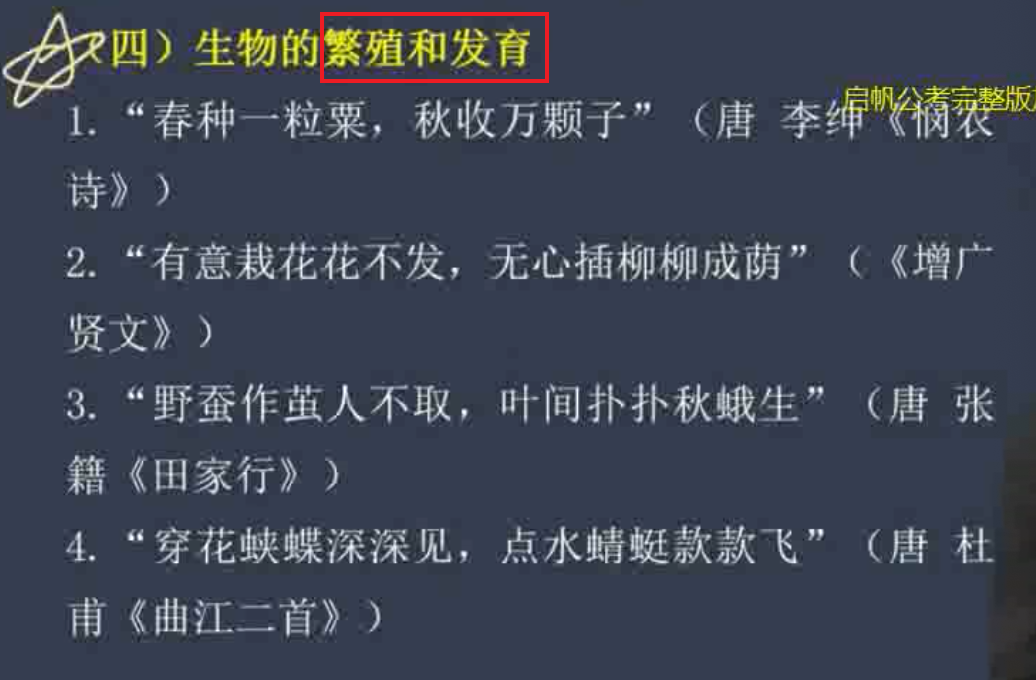 （四）生物的繁殖和发育
启帆公考完整版
1. “春种一粒粟，秋收万颗子”（唐 李绅《悯农
诗》）
2. “有意栽花花不发，无心插柳柳成荫”（《增广
贤文》）
3. “野蚕作茧人不取，叶间扑扑秋蛾生”（唐 张
籍《田家行》）
4. “穿花蛱蝶深深见，点水蜻蜓款款飞”（唐 杜
甫《曲江二首》）